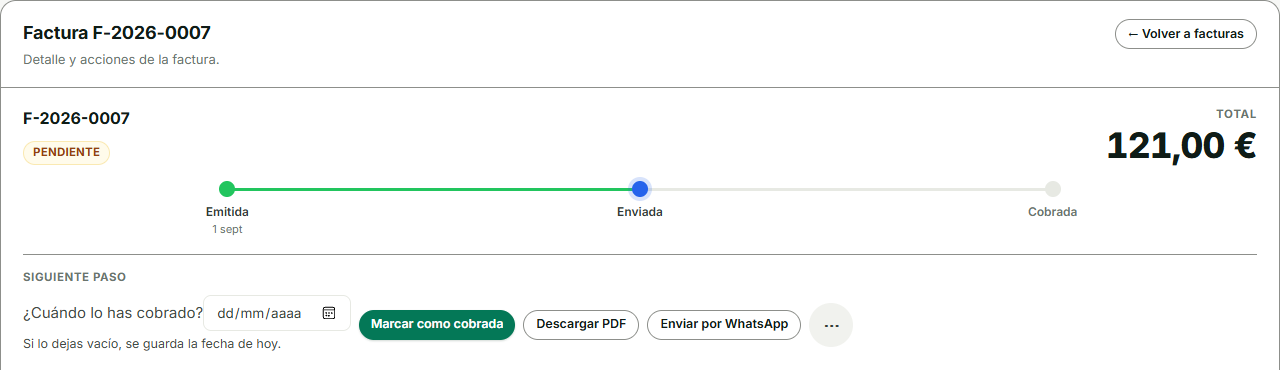 Factura F-2026-0007
← Volver a facturas
Detalle y acciones de la factura.
F-2026-0007
TOTAL
PENDIENTE
121,00 €
Emitida
Enviada
Cobrada
1 sept
SIGUIENTE PASO
¿Cuándo lo has cobrado?
dd/mm/aaaa
Marcar como cobrada
Descargar PDF
Enviar por WhatsApp
...
Si lo dejas vacío, se guarda la fecha de hoy.